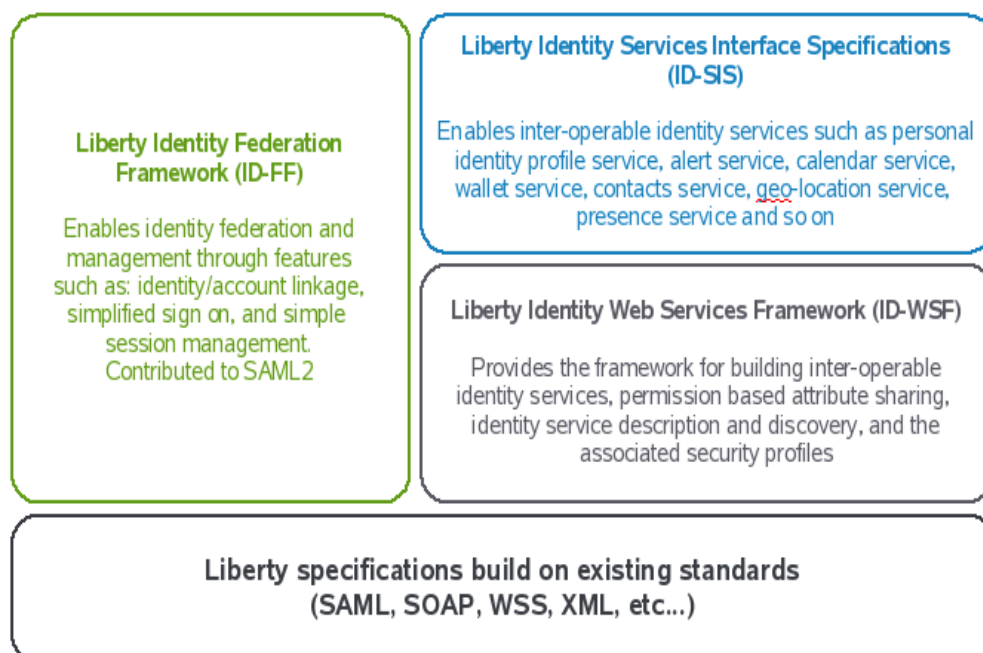 Liberty Identity Federation
Framework (ID-FF)
Enables identity federation and
management through features
such as: identity/account linkage,
simplified sign on, and simple
session management.
Contributed to SAML2
Liberty Identity Services Interface Specifications
(ID-SIS)
Enables inter-operable identity services such as personal
identity profile service, alert service, calendar service,
wallet service, contacts service, geo-location service,
presence service and so on
Liberty Identity Web Services Framework (ID-WSF)
Provides the framework for building inter-operable
identity services, permission based attribute sharing,
identity service description and discovery, and the
associated security profiles
Liberty specifications build on existing standards
(SAML, SOAP, WSS, XML, etc...)